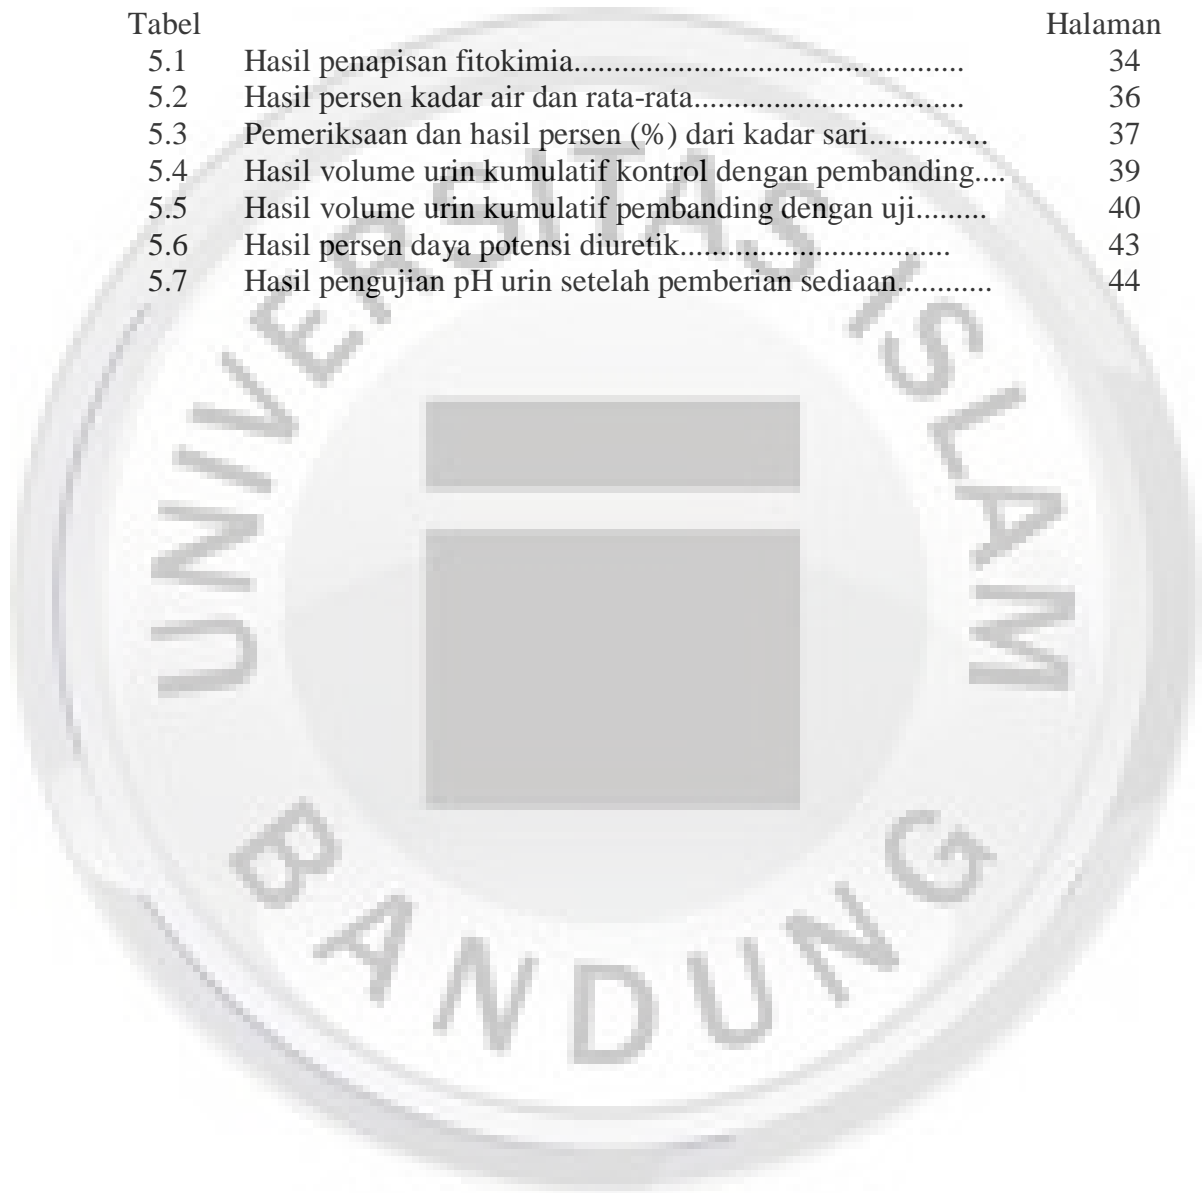 Tabel Halaman
5.1 Hasil penapisan fitokimia................................................ 34
5.2 Hasil persen kadar air dan rata-rata................................. 36
5.3 Pemeriksaan dan hasil persen (%) dari kadar sari............... 37
5.4 Hasil volume urin kumulatif kontrol dengan pembanding.... 39
5.5 Hasil volume urin kumulatif pembanding dengan uji......... 40
5.6 Hasil persen daya potensi diuretik................................. 43
5.7 Hasil pengujian pH urin setelah pemberian sediaan............ 44
UNIVERSITAS ISLAM
BANDUNG